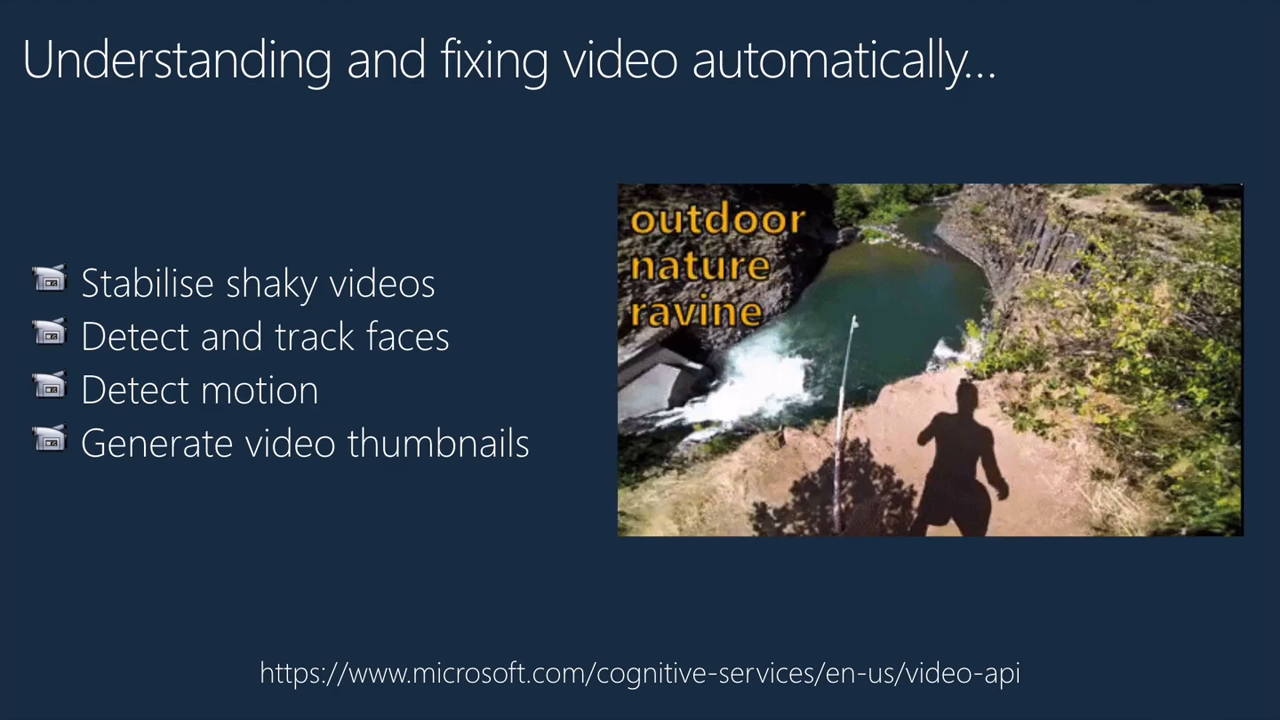 Understanding and fixing video automatically...
Stabilise shaky videos
Detect and track faces
Detect motion
Generate video thumbnails
outdoor
nature
ravine
https://www.microsoft.com/cognitive-services/en-us/video-api